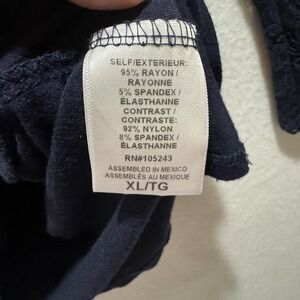 SELF/EXTERIEUR:
95% RAYON /
RAYONNE
5% SPANDEX /
ÉLASTHANNE
CONTRAST /
CONTRASTE:
92% NYLON
8% SPANDEX /
ÉLASTHANNE
RN#105243
ASSEMBLED IN MEXICO
ASSEMBLÉS AU MEXIQUE
XL/TG